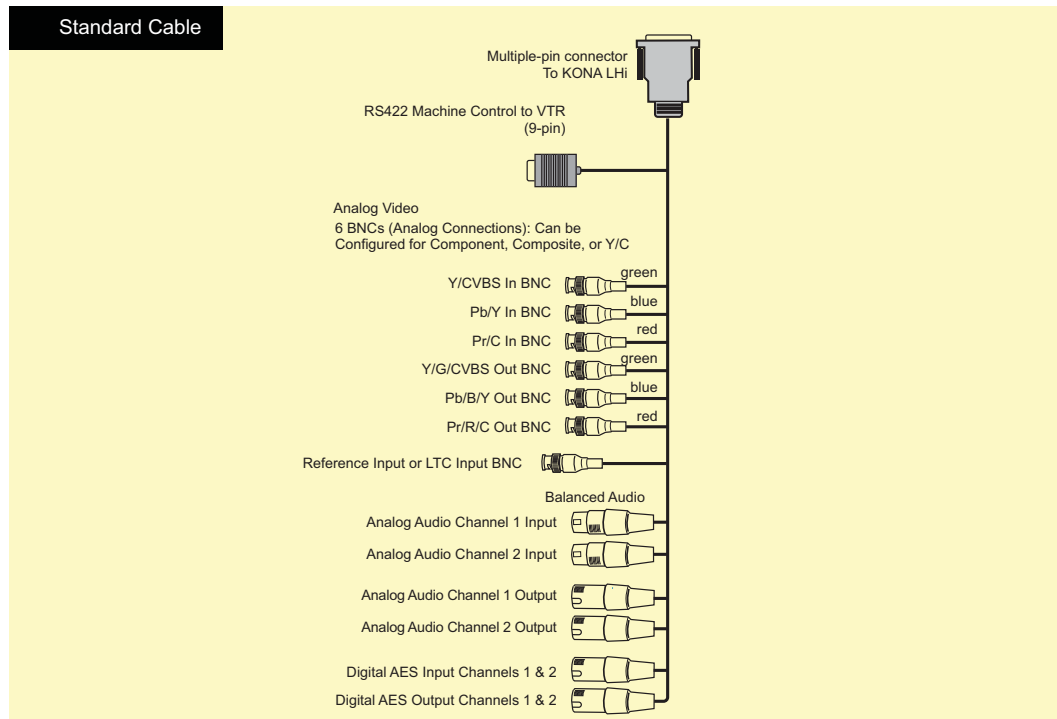 Standard Cable
Multiple-pin connector
To KONA LHi
RS422 Machine Control to VTR
(9-pin)
Analog Video
6 BNCs (Analog Connections): Can be
Configured for Component, Composite, or Y/C
Y/CVBS In BNC green
Pb/Y In BNC blue
Pr/C In BNC red
Y/G/CVBS Out BNC green
Pb/B/Y Out BNC blue
Pr/R/C Out BNC red
Reference Input or LTC Input BNC
Balanced Audio
Analog Audio Channel 1 Input
Analog Audio Channel 2 Input
Analog Audio Channel 1 Output
Analog Audio Channel 2 Output
Digital AES Input Channels 1 & 2
Digital AES Output Channels 1 & 2